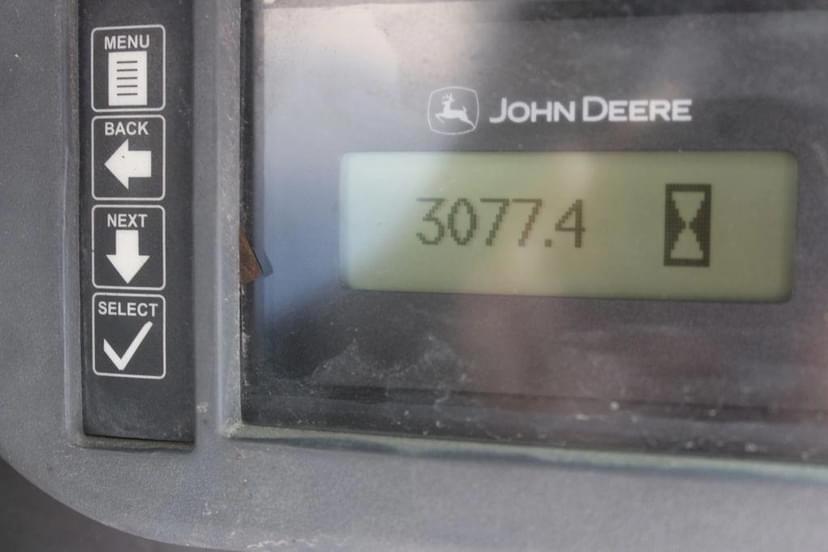 MENU
BACK
NEXT
SELECT
JOHN DEERE
3077.4